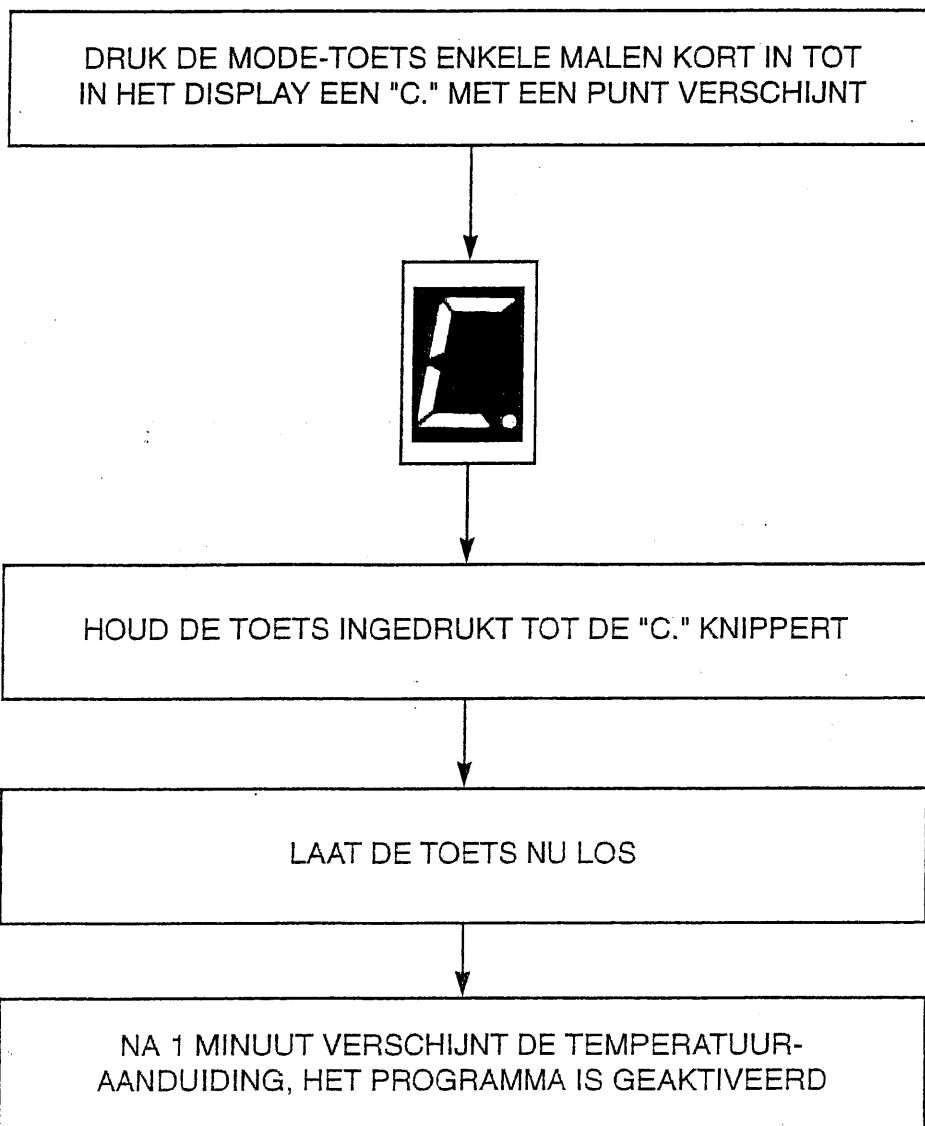 DRUK DE MODE-TOETS ENKELE MALEN KORT IN TOT
IN HET DISPLAY EEN "C." MET EEN PUNT VERSCHIJNT
C.
HOUD DE TOETS INGEDRUKT TOT DE "C." KNIPPERT
LAAT DE TOETS NU LOS
NA 1 MINUUT VERSCHIJNT DE TEMPERATUUR-
AANDUIDING, HET PROGRAMMA IS GEAKTIVEERD